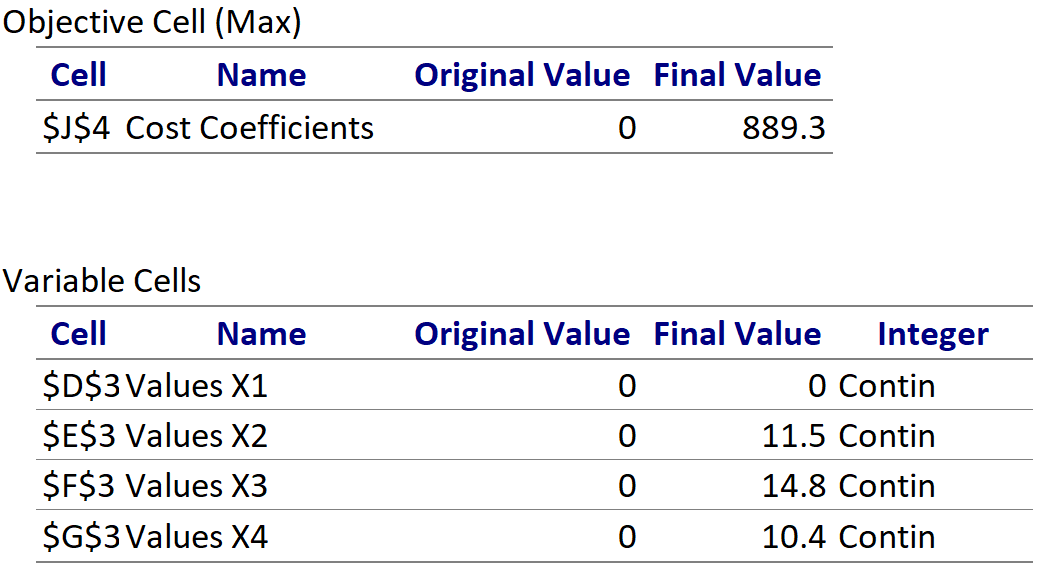 Objective Cell (Max)
Cell Name Original Value Final Value
$J$4 Cost Coefficients 0 889.3
Variable Cells
Cell Name Original Value Final Value Integer
$D$3 Values X1 0 0 Contin
$E$3 Values X2 0 11.5 Contin
$F$3 Values X3 0 14.8 Contin
$G$3 Values X4 0 10.4 Contin